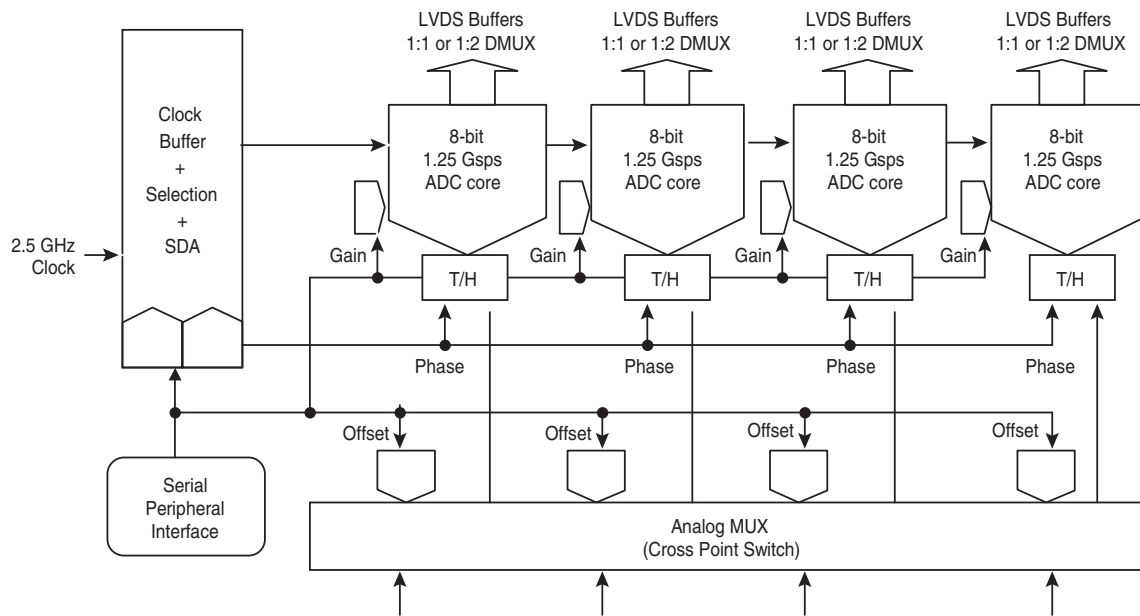 LVDS Buffers
1:1 or 1:2 DMUX
LVDS Buffers
1:1 or 1:2 DMUX
LVDS Buffers
1:1 or 1:2 DMUX
LVDS Buffers
1:1 or 1:2 DMUX
Clock
Buffer
+
Selection
+
SDA
8-bit
1.25 Gsps
ADC core
8-bit
1.25 Gsps
ADC core
8-bit
1.25 Gsps
ADC core
8-bit
1.25 Gsps
ADC core
2.5 GHz
Clock
Gain
Gain
Gain
Gain
T/H
T/H
T/H
T/H
Phase
Phase
Phase
Phase
Offset
Offset
Offset
Offset
Serial
Peripheral
Interface
Analog MUX
(Cross Point Switch)